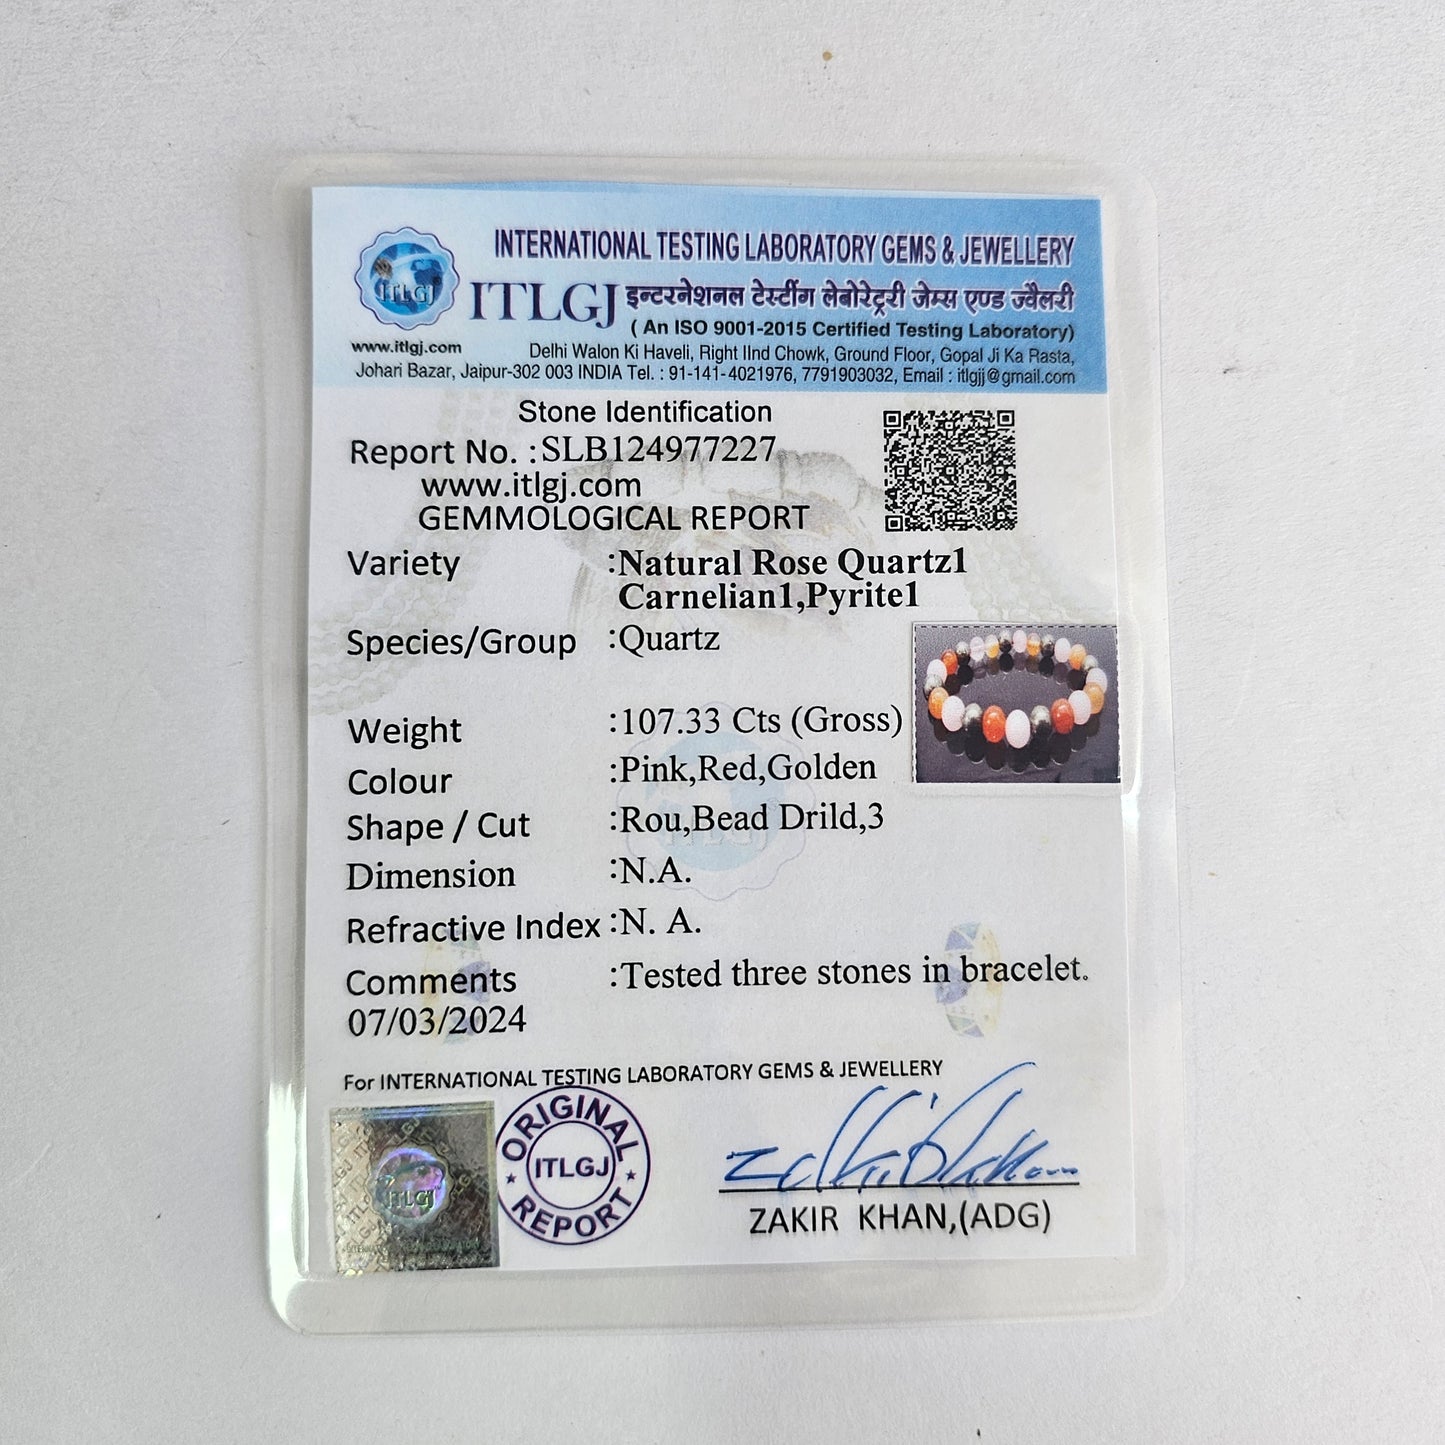 INTERNATIONAL TESTING LABORATORY GEMS & JEWELLERY
ITLGJ
ITLGJ इन्टरनेशनल टेस्टींग लेबोरेट्ररी जेम्स एण्ड ज्वैलरी
( An ISO 9001-2015 Certified Testing Laboratory)
www.itlgj.com Delhi Walon Ki Haveli, Right IInd Chowk, Ground Floor, Gopal Ji Ka Rasta,
Johari Bazar, Jaipur-302 003 INDIA Tel. : 91-141-4021976, 7791903032, Email : itlgjj@gmail.com
Stone Identification
Report No. :SLB124977227
www.itlgj.com
GEMMOLOGICAL REPORT
Variety :Natural Rose Quartz1
Carnelian1,Pyrite1
Species/Group :Quartz
Weight :107.33 Cts (Gross)
Colour :Pink,Red,Golden
Shape / Cut :Rou,Bead Drild,3
Dimension :N.A.
Refractive Index :N. A.
Comments :Tested three stones in bracelet.
07/03/2024
For INTERNATIONAL TESTING LABORATORY GEMS & JEWELLERY
ITLGJ
ORIGINAL
ITLGJ
REPORT
ZAKIR KHAN,(ADG)